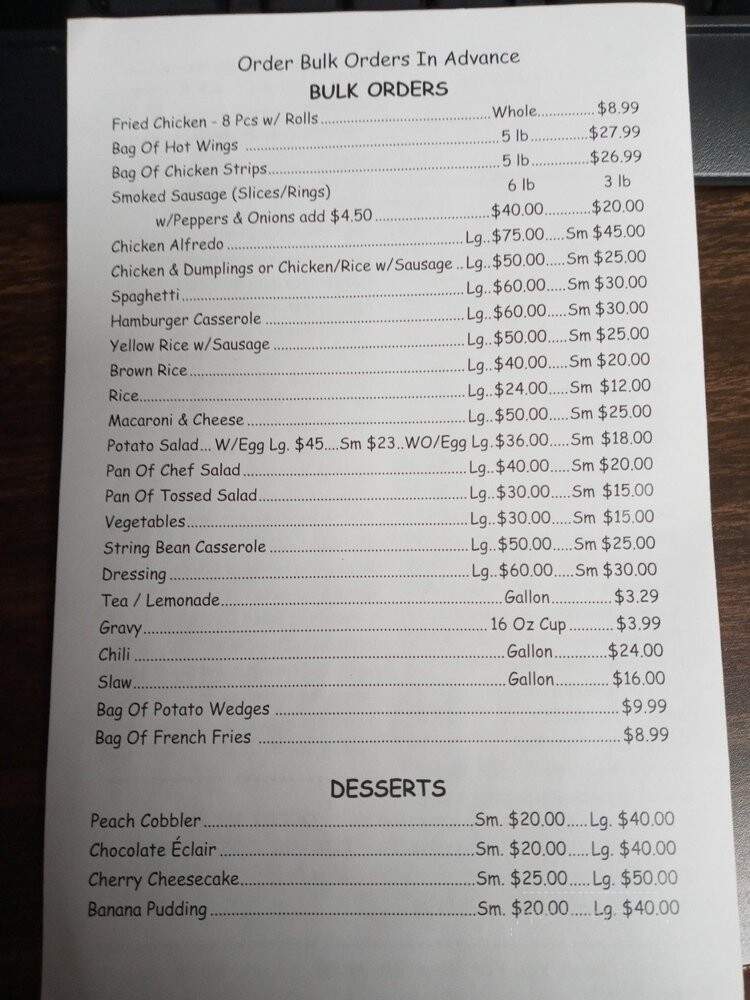 Order Bulk Orders In Advance
BULK ORDERS
Fried Chicken - 8 Pcs w/ Rolls..........Whole..........$8.99
Bag Of Hot Wings ..........5 lb..........$27.99
Bag Of Chicken Strips..........5 lb..........$26.99
Smoked Sausage (Slices/Rings) 6 lb 3 lb
w/Peppers & Onions add $4.50..........$40.00..........$20.00
Chicken Alfredo..........Lg..$75.00.....Sm $45.00
Chicken & Dumplings or Chicken/Rice w/Sausage ..Lg..$50.00.....Sm $25.00
Spaghetti..........Lg..$60.00.....Sm $30.00
Hamburger Casserole ..........Lg..$60.00.....Sm $30.00
Yellow Rice w/Sausage ..........Lg..$50.00.....Sm $25.00
Brown Rice..........Lg..$40.00.....Sm $20.00
Rice..........Lg..$24.00.....Sm $12.00
Macaroni & Cheese..........Lg..$50.00.....Sm $25.00
Potato Salad... W/Egg Lg. $45....Sm $23..WO/Egg Lg.$36.00.....Sm $18.00
Pan Of Chef Salad..........Lg..$40.00.....Sm $20.00
Pan Of Tossed Salad..........Lg..$30.00.....Sm $15.00
Vegetables..........Lg..$30.00.....Sm $15.00
String Bean Casserole ..........Lg..$50.00.....Sm $25.00
Dressing..........Lg..$60.00.....Sm $30.00
Tea / Lemonade..........Gallon..........$3.29
Gravy..........16 Oz Cup ..........$3.99
Chili ..........Gallon..........$24.00
Slaw..........Gallon..........$16.00
Bag Of Potato Wedges ..........$9.99
Bag Of French Fries ..........$8.99
DESSERTS
Peach Cobbler..........Sm. $20.00.....Lg. $40.00
Chocolate Éclair..........Sm. $20.00.....Lg. $40.00
Cherry Cheesecake..........Sm. $25.00.....Lg. $50.00
Banana Pudding..........Sm. $20.00.....Lg. $40.00